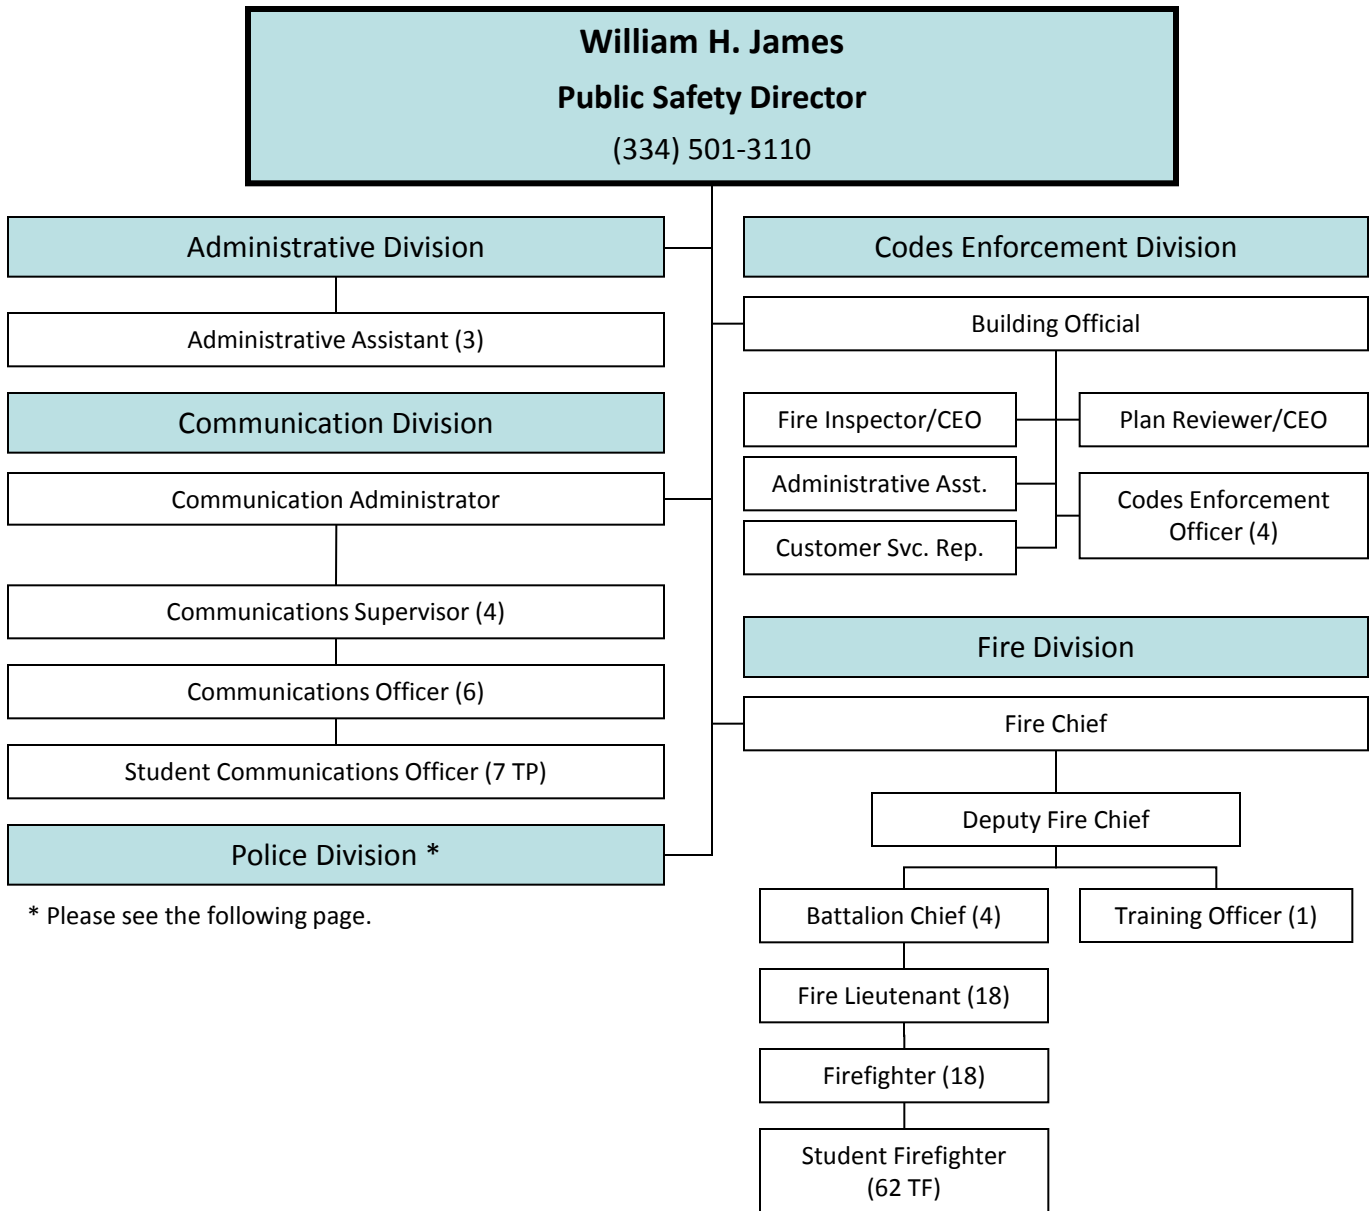 William H. James
Public Safety Director
(334) 501-3110
Administrative Division
Administrative Assistant (3)
Communication Division
Communication Administrator
Communications Supervisor (4)
Communications Officer (6)
Student Communications Officer (7 TP)
Police Division *
* Please see the following page.
Codes Enforcement Division
Building Official
Fire Inspector/CEO
Plan Reviewer/CEO
Administrative Asst.
Codes Enforcement
Officer (4)
Customer Svc. Rep.
Fire Division
Fire Chief
Deputy Fire Chief
Battalion Chief (4)
Training Officer (1)
Fire Lieutenant (18)
Firefighter (18)
Student Firefighter
(62 TF)